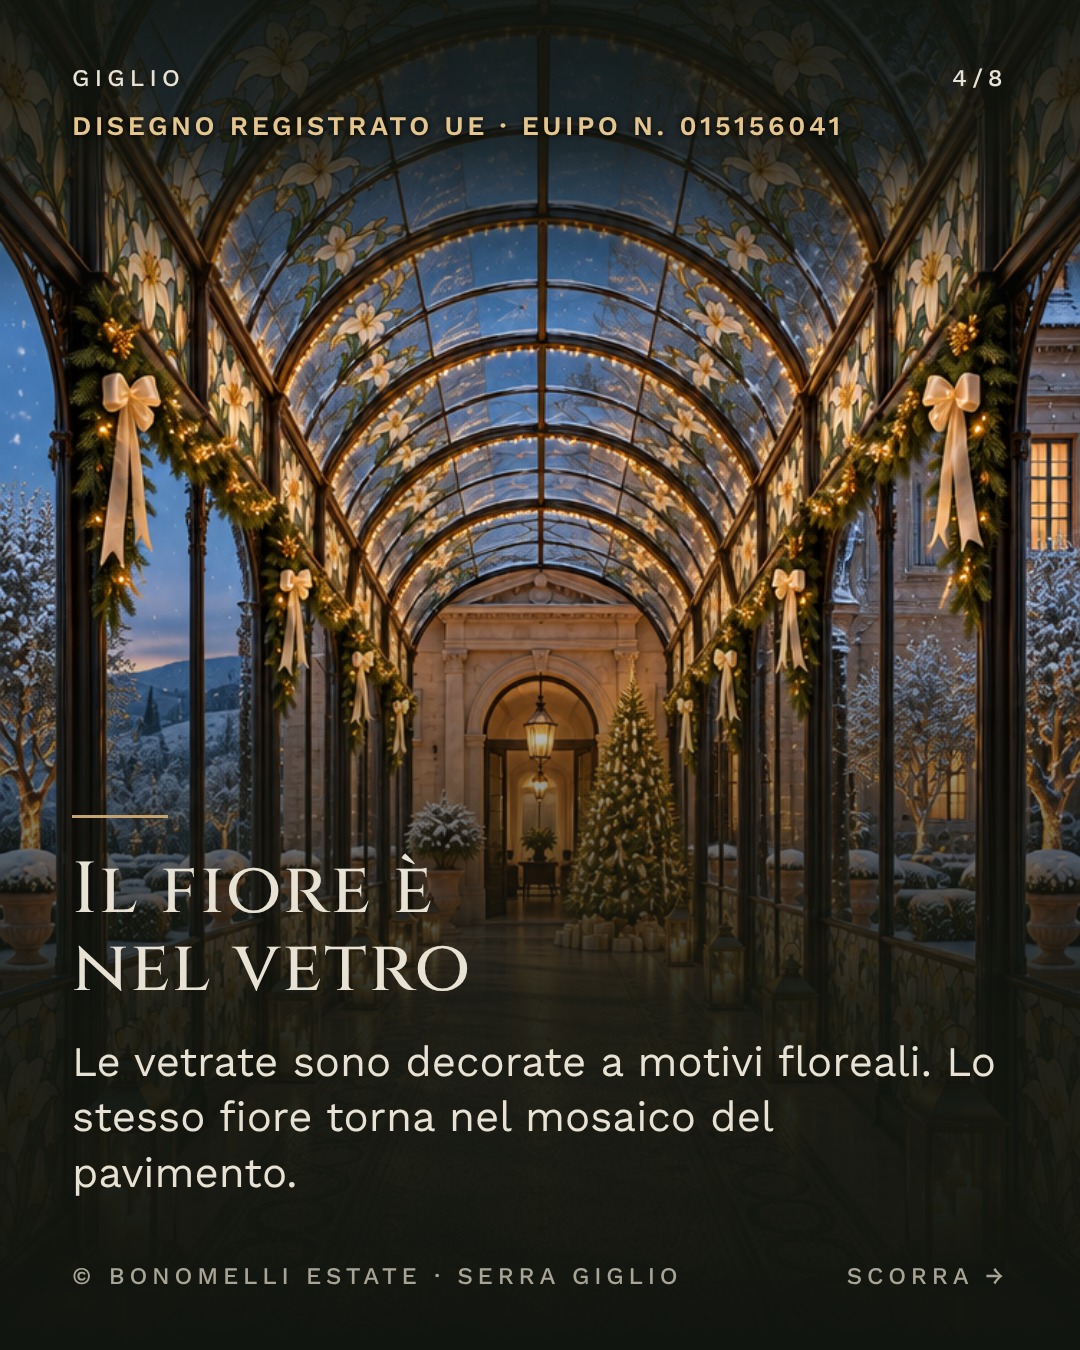 GIGLIO
4/8
DISEGNO REGISTRATO UE · EUIPO N. 015156041
IL FIORE È
NEL VETRO
Le vetrate sono decorate a motivi floreali. Lo
stesso fiore torna nel mosaico del
pavimento.
© BONOMELLI ESTATE · SERRA GIGLIO
SCORRA →